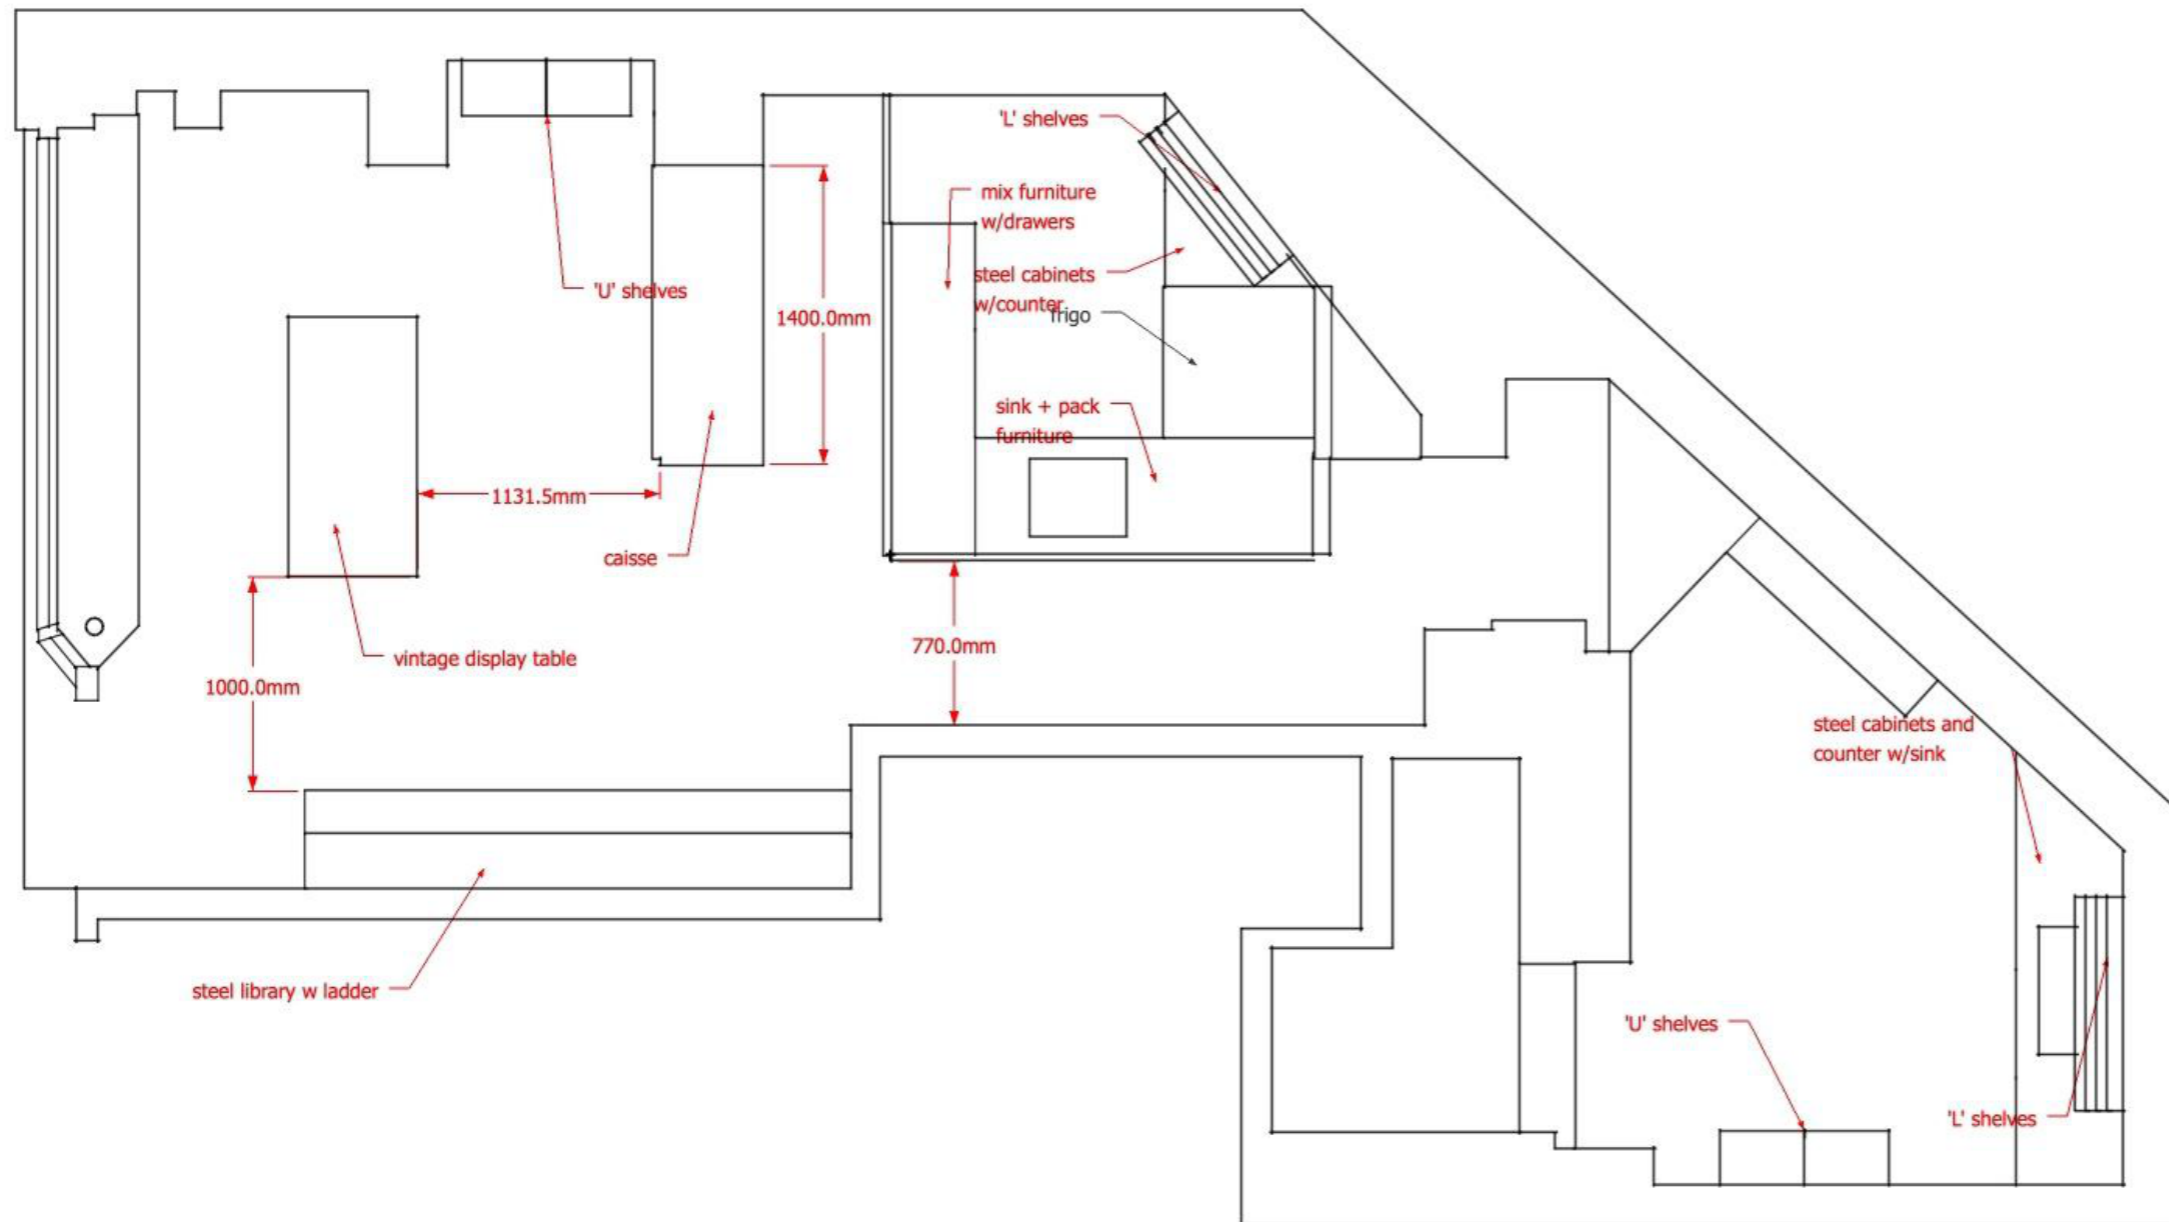 'L' shelves
mix furniture
w/drawers
steel cabinets
w/counter
frigo
'U' shelves
1400.0mm
sink + pack
furniture
1131.5mm
caisse
vintage display table
770.0mm
1000.0mm
steel cabinets and
counter w/sink
steel library w ladder
'U' shelves
'L' shelves